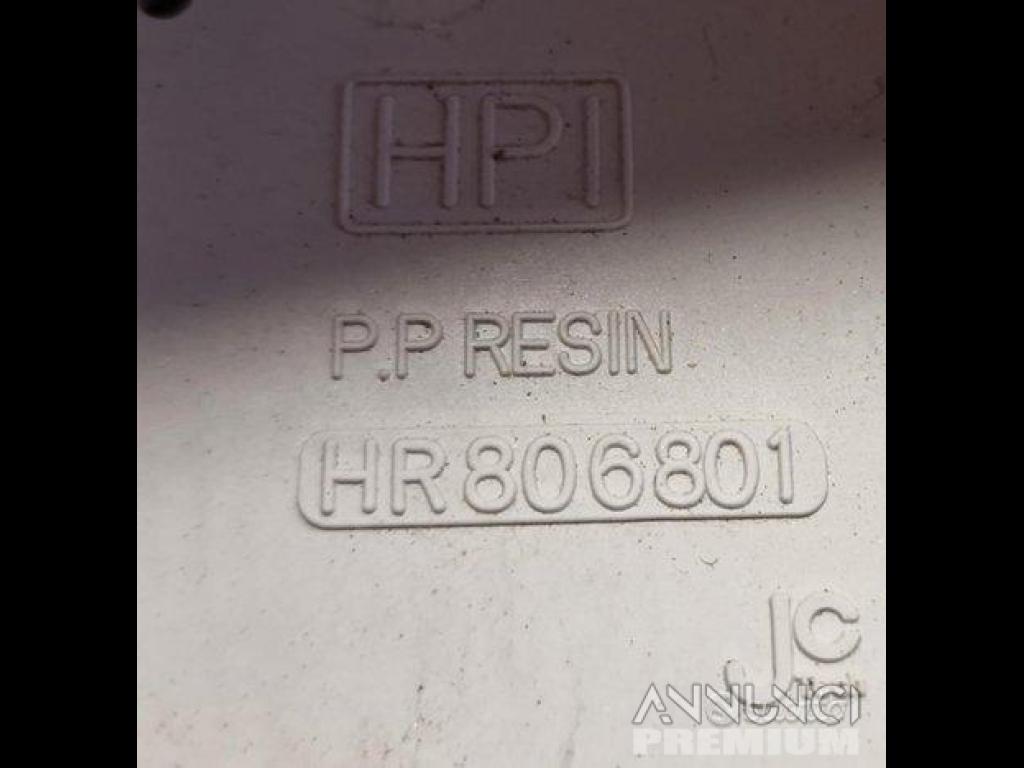 HPI
P.P RESIN
HR806801
JC
ANNUNCI
PREMIUM